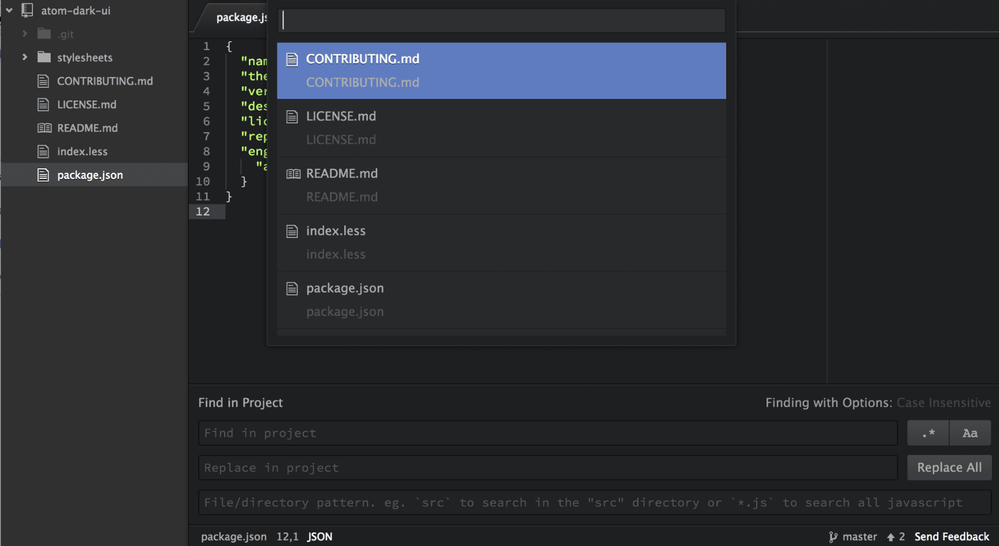 atom-dark-ui
.git
stylesheets
CONTRIBUTING.md
LICENSE.md
README.md
index.less
package.json
package.js
1 {
2 "nam
3 "the
4 "ver
5 "des
6 "lic
7 "rep
8 "eng
9 "a
10 }
11 }
12
CONTRIBUTING.md
CONTRIBUTING.md
LICENSE.md
LICENSE.md
README.md
README.md
index.less
index.less
package.json
package.json
Find in Project
Finding with Options: Case Insensitive
Find in project
.* Aa
Replace in project
Replace All
File/directory pattern. eg. `src` to search in the "src" directory or `*.js` to search all javascript
package.json 12,1 JSON
master 2 Send Feedback